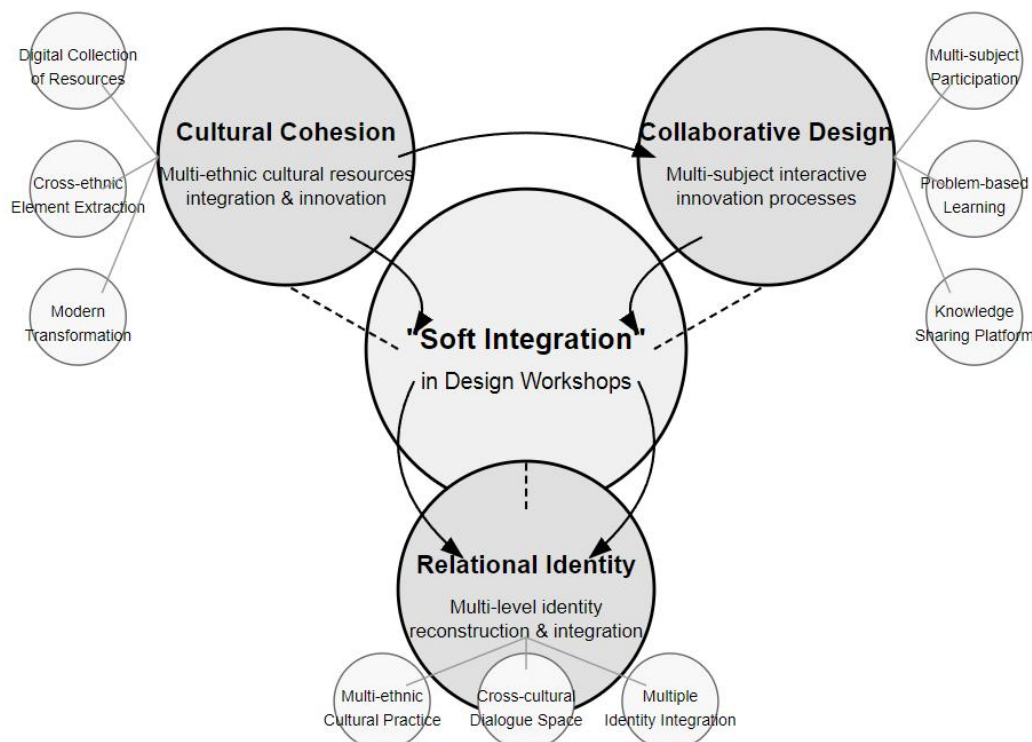 Digital Collection
of Resources
Cross-ethnic
Element Extraction
Modern
Transformation
Cultural Cohesion
Multi-ethnic cultural resources
integration & innovation
Collaborative Design
Multi-subject interactive
innovation processes
Multi-subject
Participation
Problem-based
Learning
Knowledge
Sharing Platform
"Soft Integration"
in Design Workshops
Relational Identity
Multi-level identity
reconstruction & integration
Multi-ethnic
Cultural Practice
Cross-cultural
Dialogue Space
Multiple
Identity Integration